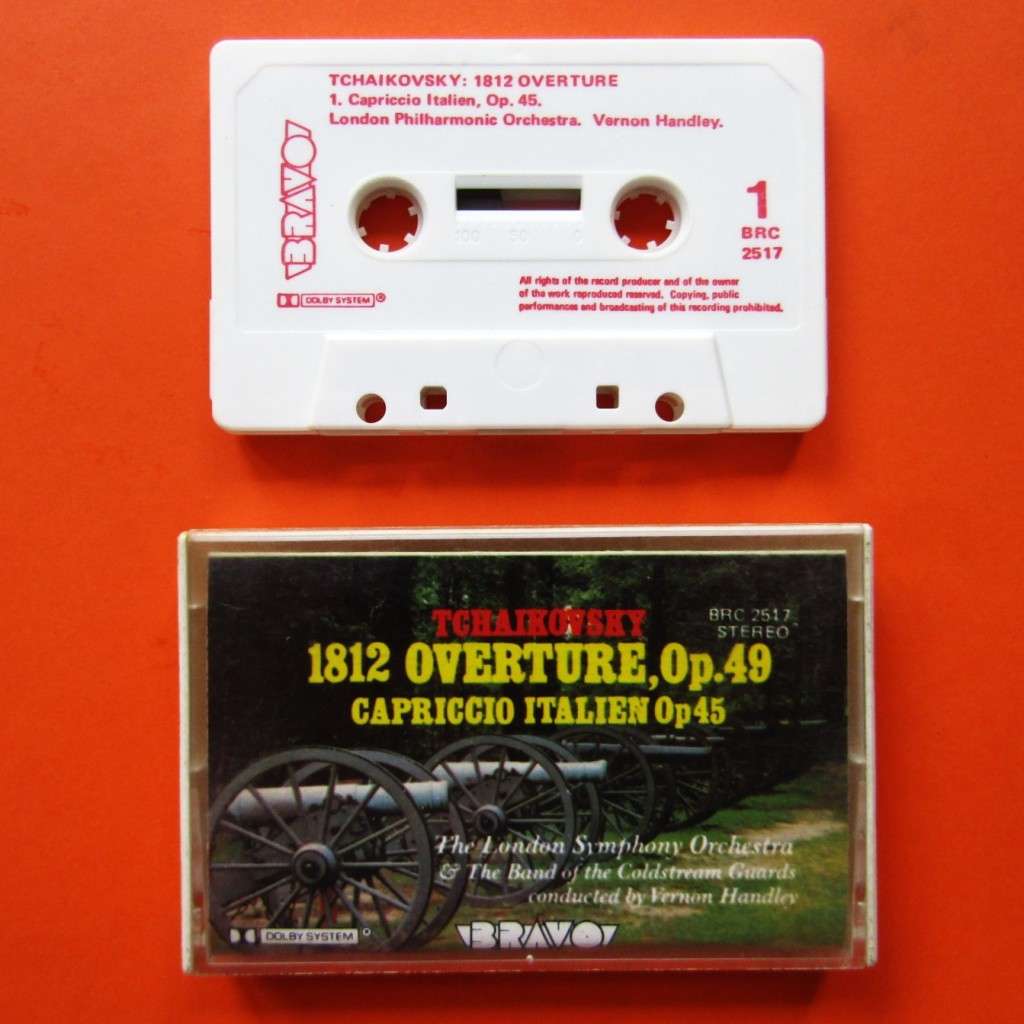 TCHAIKOVSKY: 1812 OVERTURE
1. Capriccio Italien, Op. 45.
London Philharmonic Orchestra. Vernon Handley.
BRAVO
100 50 0
1
BRC
2517
DOLBY SYSTEM ®
All rights of the record producer and of the owner
of the work reproduced reserved. Copying, public
performances and broadcasting of this recording prohibited.
BRC 2517
STEREO
TCHAIKOVSKY
1812 OVERTURE, Op.49
CAPRICCIO ITALIEN Op45
The London Symphony Orchestra
& The Band of the Coldstream Guards
conducted by Vernon Handley
DOLBY SYSTEM ®
BRAVO